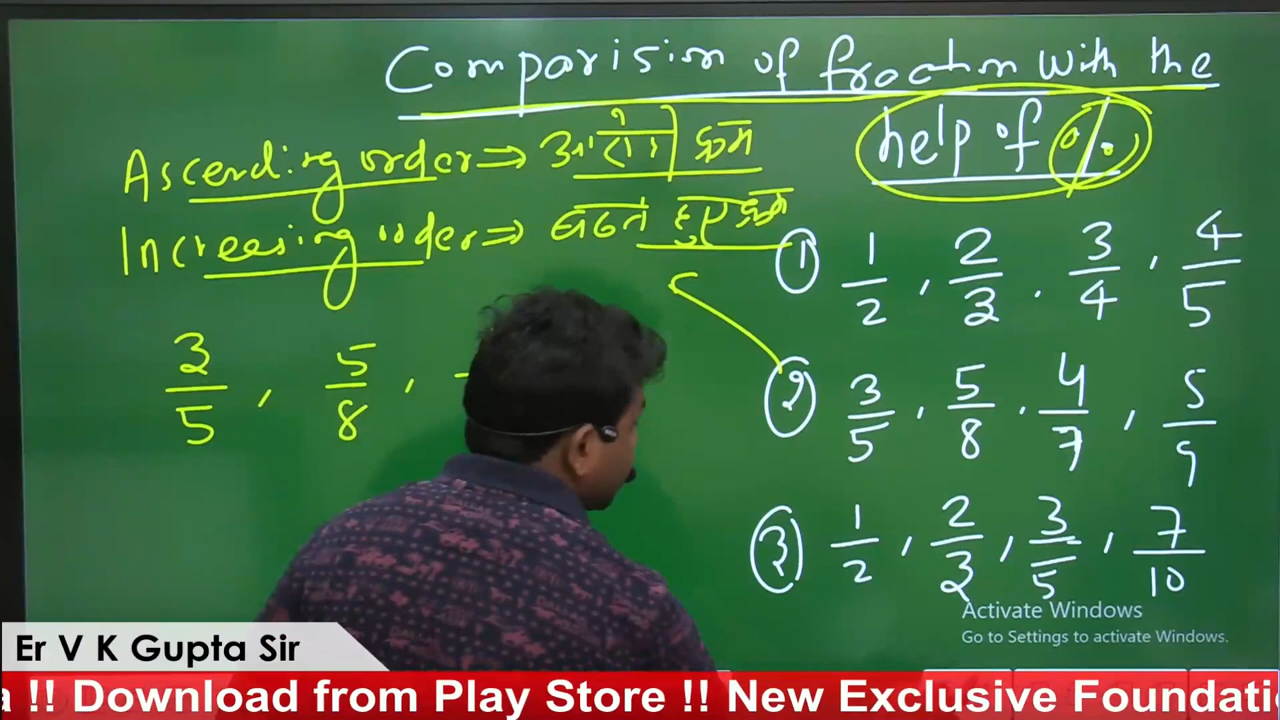 Comparision of fraction with the
help of %
Ascending order ⇒ आरोही क्रम
Increasing order ⇒ बढते हुए क्रम
① 1/2, 2/3, 3/4, 4/5
3/5, 5/8,
② 3/5, 5/8, 4/7, 5/9
③ 1/2, 2/3, 3/5, 7/10
Activate Windows
Go to Settings to activate Windows.
Er V K Gupta Sir
!! Download from Play Store !! New Exclusive